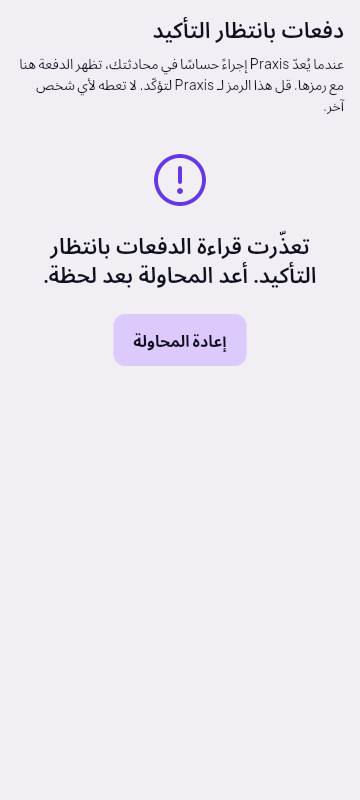 دفعات بانتظار التأكيد
عندما يُعدّ Praxis إجراءً حساسًا في محادثتك، تظهر الدفعة هنا
مع رمزها. قل هذا الرمز لـ Praxis لتؤكّد. لا تعطه لأي شخص
آخر.
تعذّرت قراءة الدفعات بانتظار
التأكيد. أعد المحاولة بعد لحظة.
إعادة المحاولة